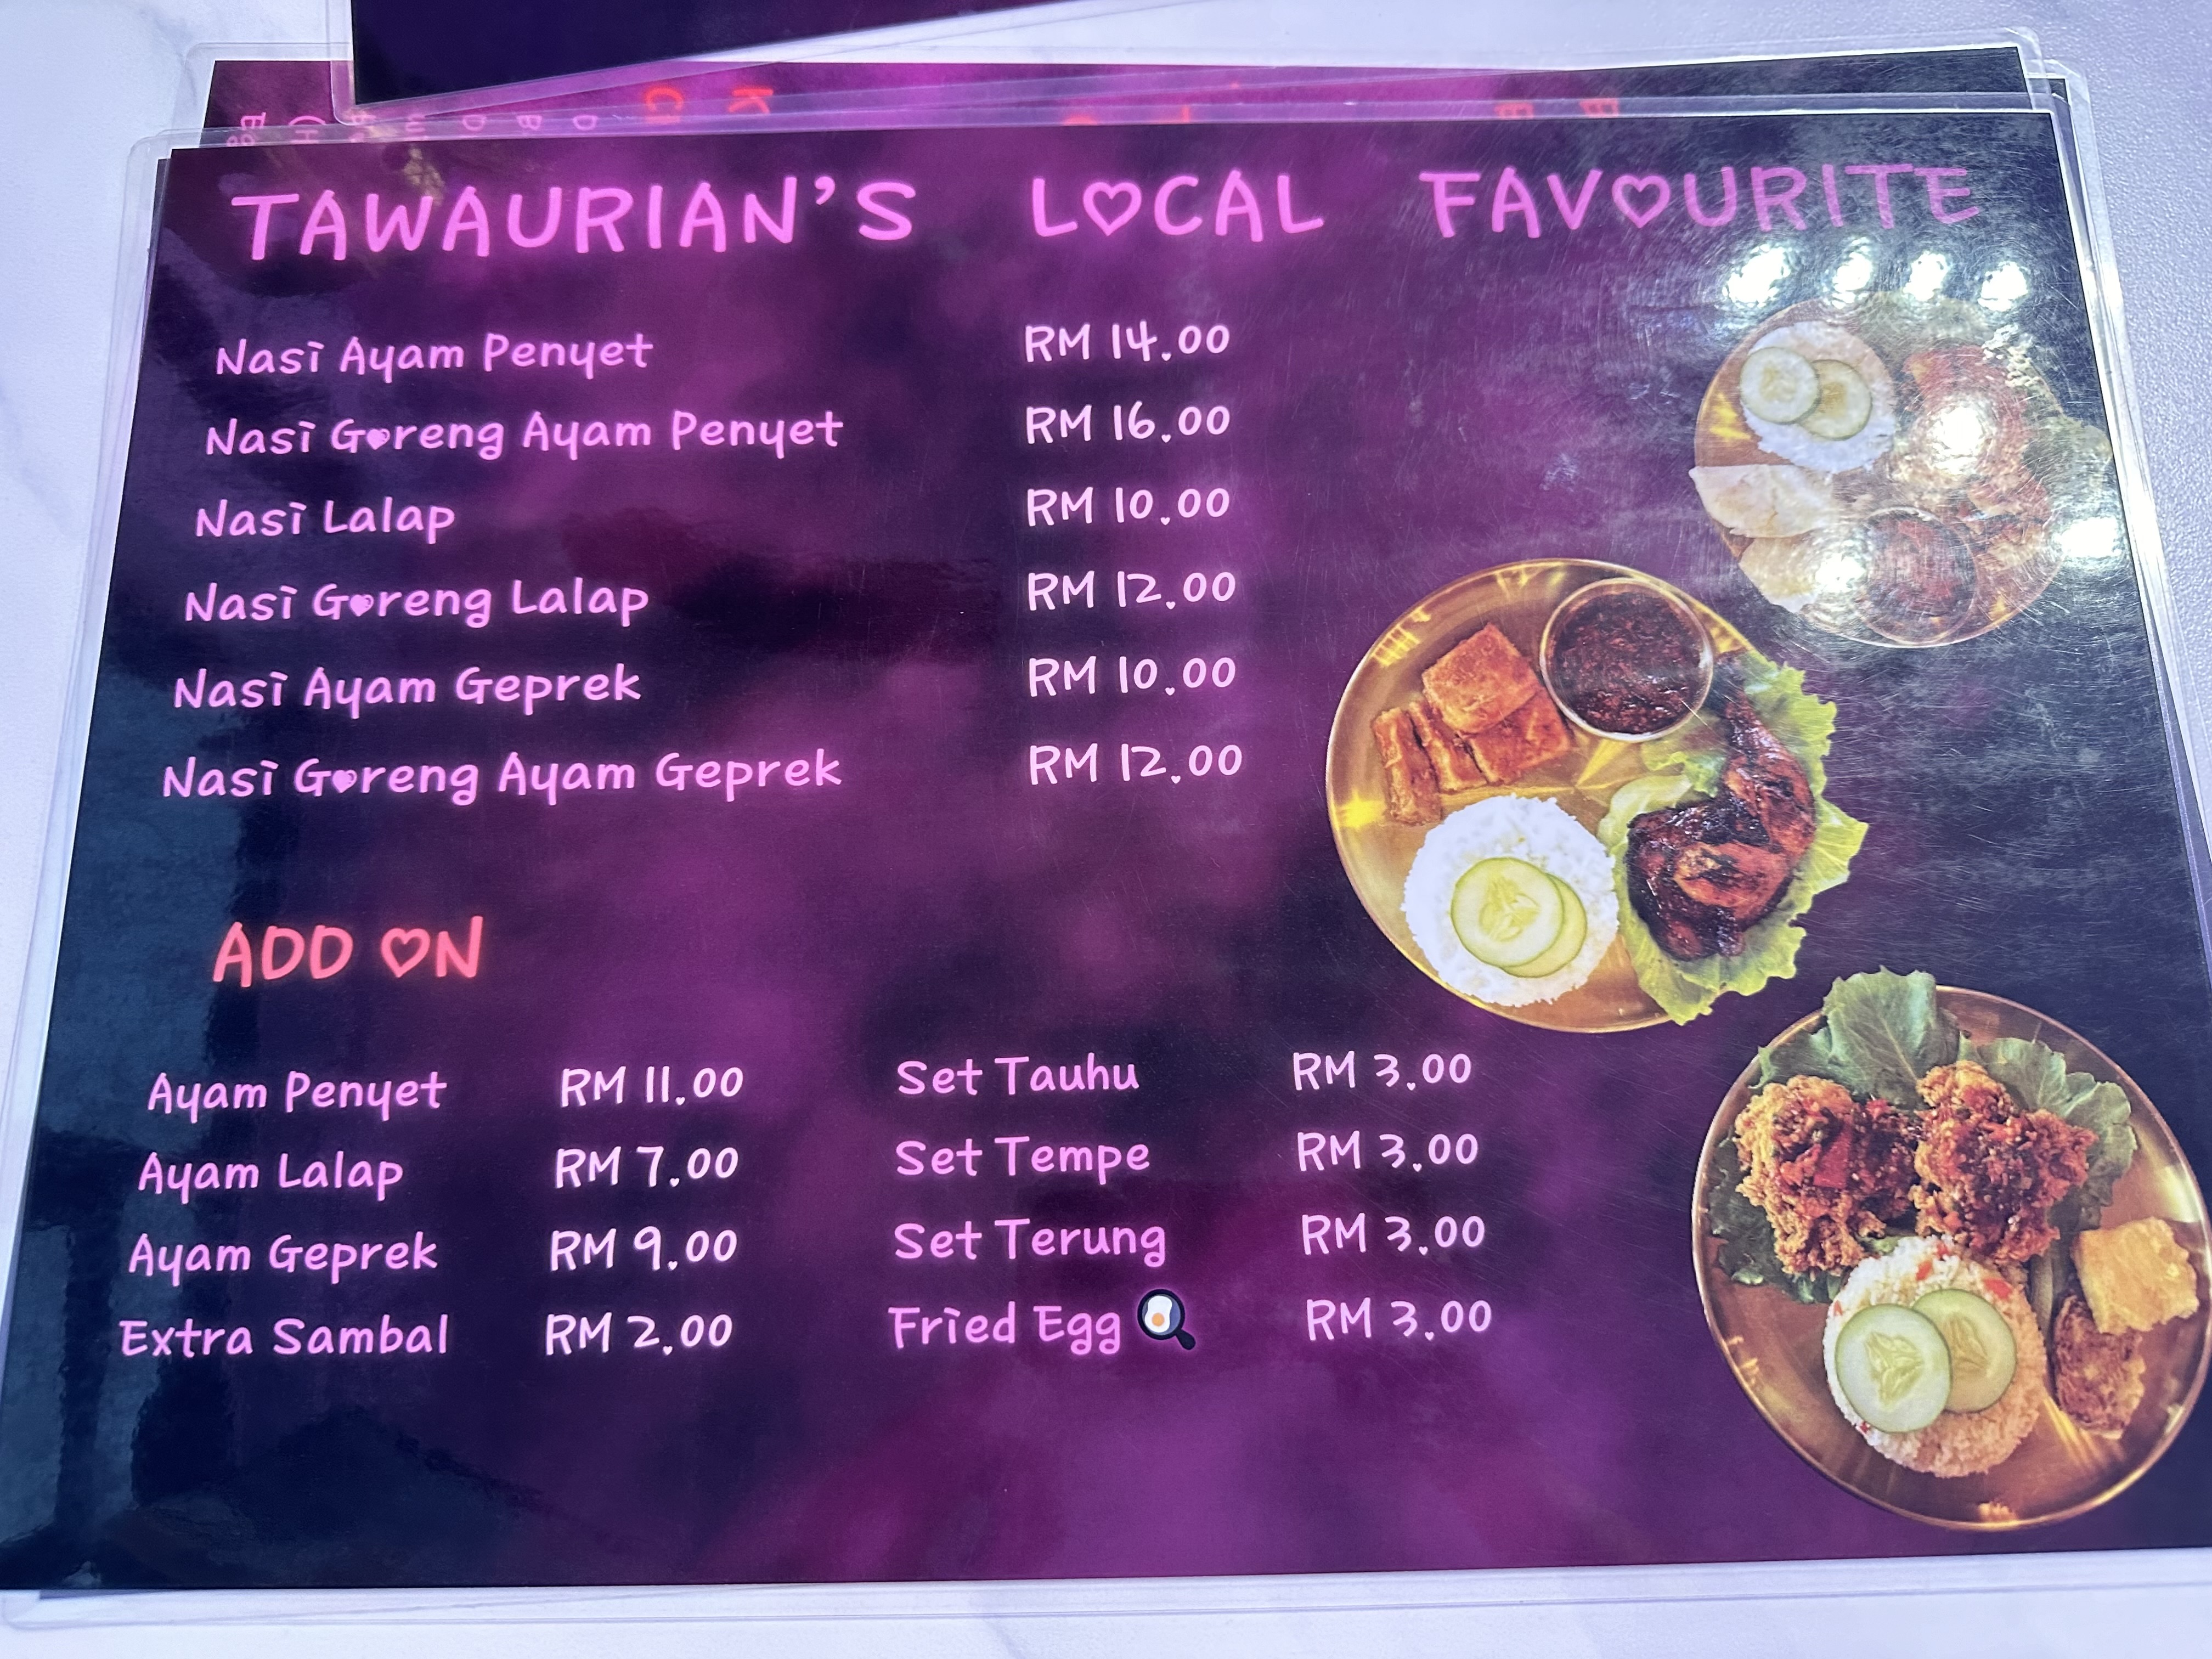 TAWAURIAN'S LOCAL FAVOURITE
Nasi Ayam Penyet RM 14.00
Nasi Goreng Ayam Penyet RM 16.00
Nasi Lalap RM 10.00
Nasi Goreng Lalap RM 12.00
Nasi Ayam Geprek RM 10.00
Nasi Goreng Ayam Geprek RM 12.00
ADD ON
Ayam Penyet RM 11.00 Set Tauhu RM 3.00
Ayam Lalap RM 7.00 Set Tempe RM 3.00
Ayam Geprek RM 9.00 Set Terung RM 3.00
Extra Sambal RM 2.00 Fried Egg RM 3.00